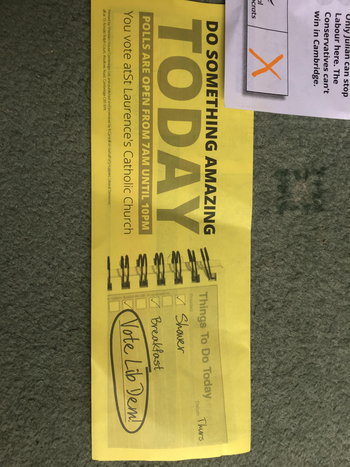 Only Julian can stop
Labour here. The
Conservatives can't
win in Cambridge.
DO SOMETHING AMAZING
TODAY
POLLS ARE OPEN FROM 7AM UNTIL 10PM
You vote atSt Laurence's Catholic Church
Things To Do Today
Thurs
Shower
Breakfast
Vote Lib Dem!